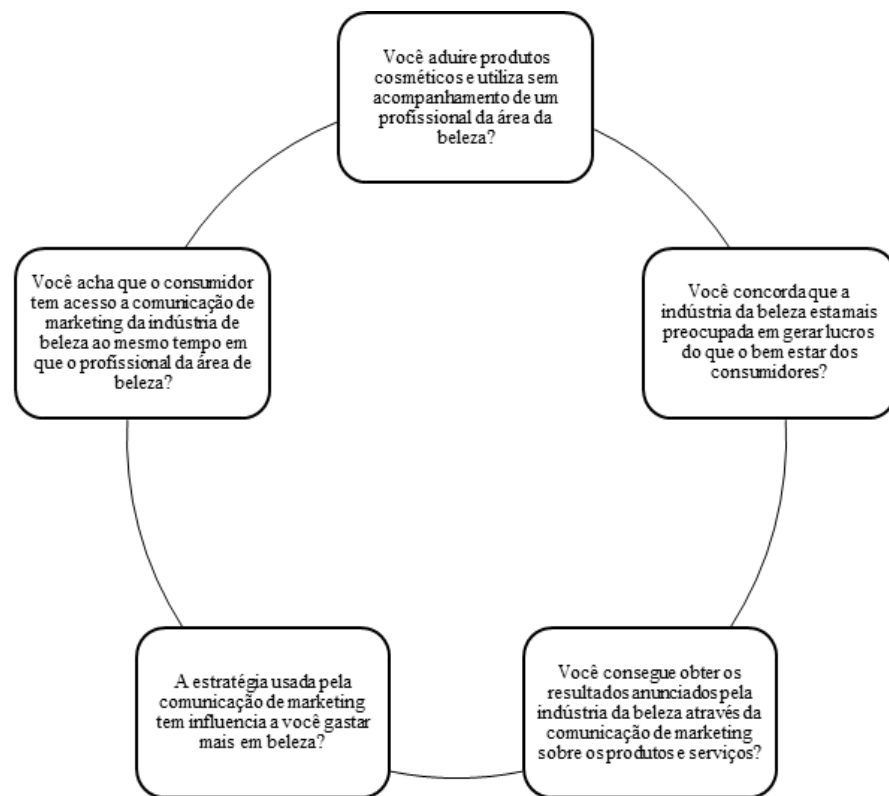 Você aduire produtos
cosméticos e utiliza sem
acompanhamento de um
profissional da área da
beleza?
Você concorda que a
indústria da beleza esta mais
preocupada em gerar lucros
do que o bem estar dos
consumidores?
Você consegue obter os
resultados anunciados pela
indústria da beleza através da
comunicação de marketing
sobre os produtos e serviços?
A estratégia usada pela
comunicação de marketing
tem influencia a você gastar
mais em beleza?
Você acha que o consumidor
tem acesso a comunicação de
marketing da indústria de
beleza ao mesmo tempo em
que o profissional da área de
beleza?